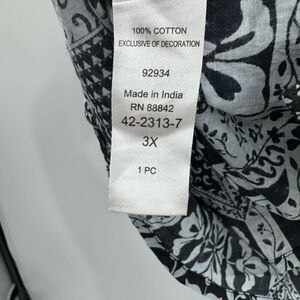 100% COTTON
EXCLUSIVE OF DECORATION
92934
Made in India
RN 88842
42-2313-7
3X
1 PC